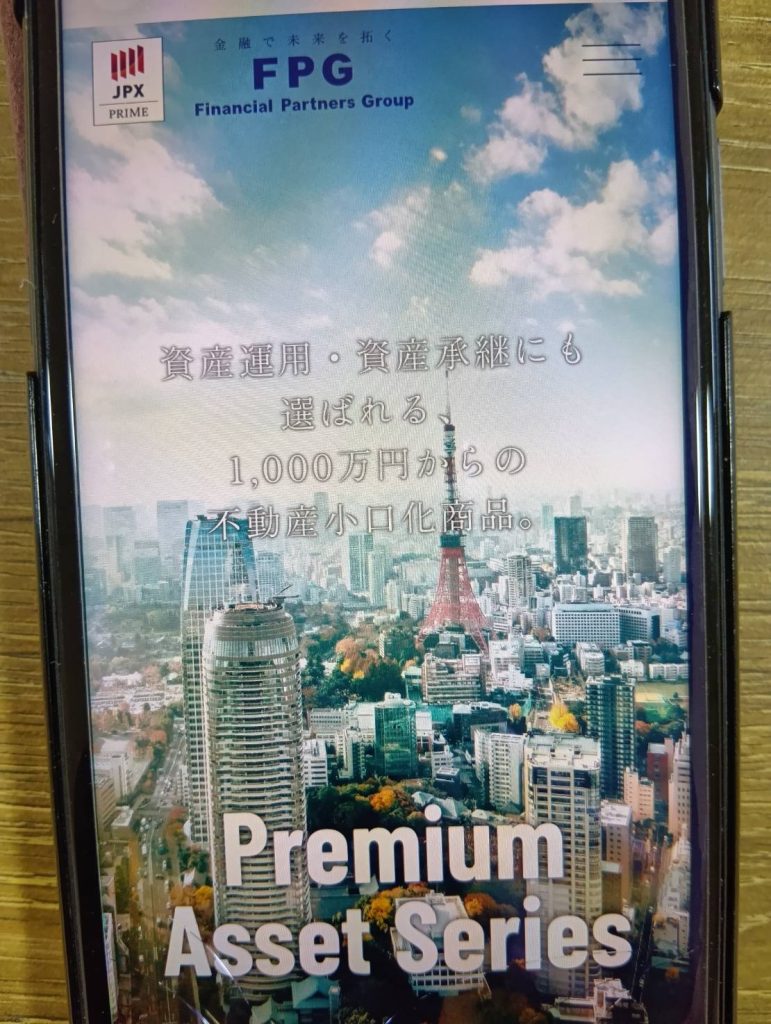 JPX
PRIME
金融で未来を拓く
FPG
Financial Partners Group
資産運用・資産承継にも
選ばれる、
1,000万円からの
不動産小口化商品。
Premium
Asset Series